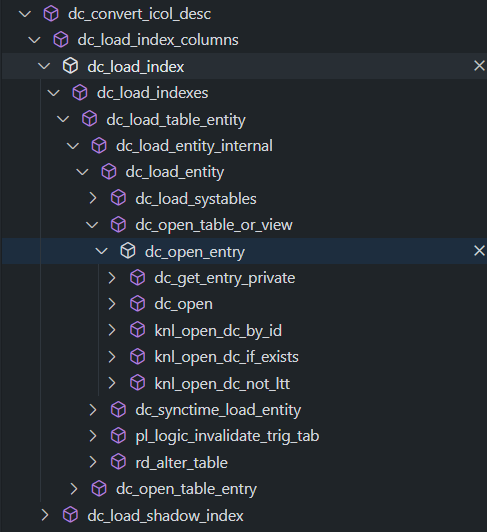 dc_convert_icol_desc
dc_load_index_columns
dc_load_index
dc_load_indexes
dc_load_table_entity
dc_load_entity_internal
dc_load_entity
dc_load_systables
dc_open_table_or_view
dc_open_entry
dc_get_entry_private
dc_open
knl_open_dc_by_id
knl_open_dc_if_exists
knl_open_dc_not_ltt
dc_synctime_load_entity
pl_logic_invalidate_trig_tab
rd_alter_table
dc_open_table_entry
dc_load_shadow_index